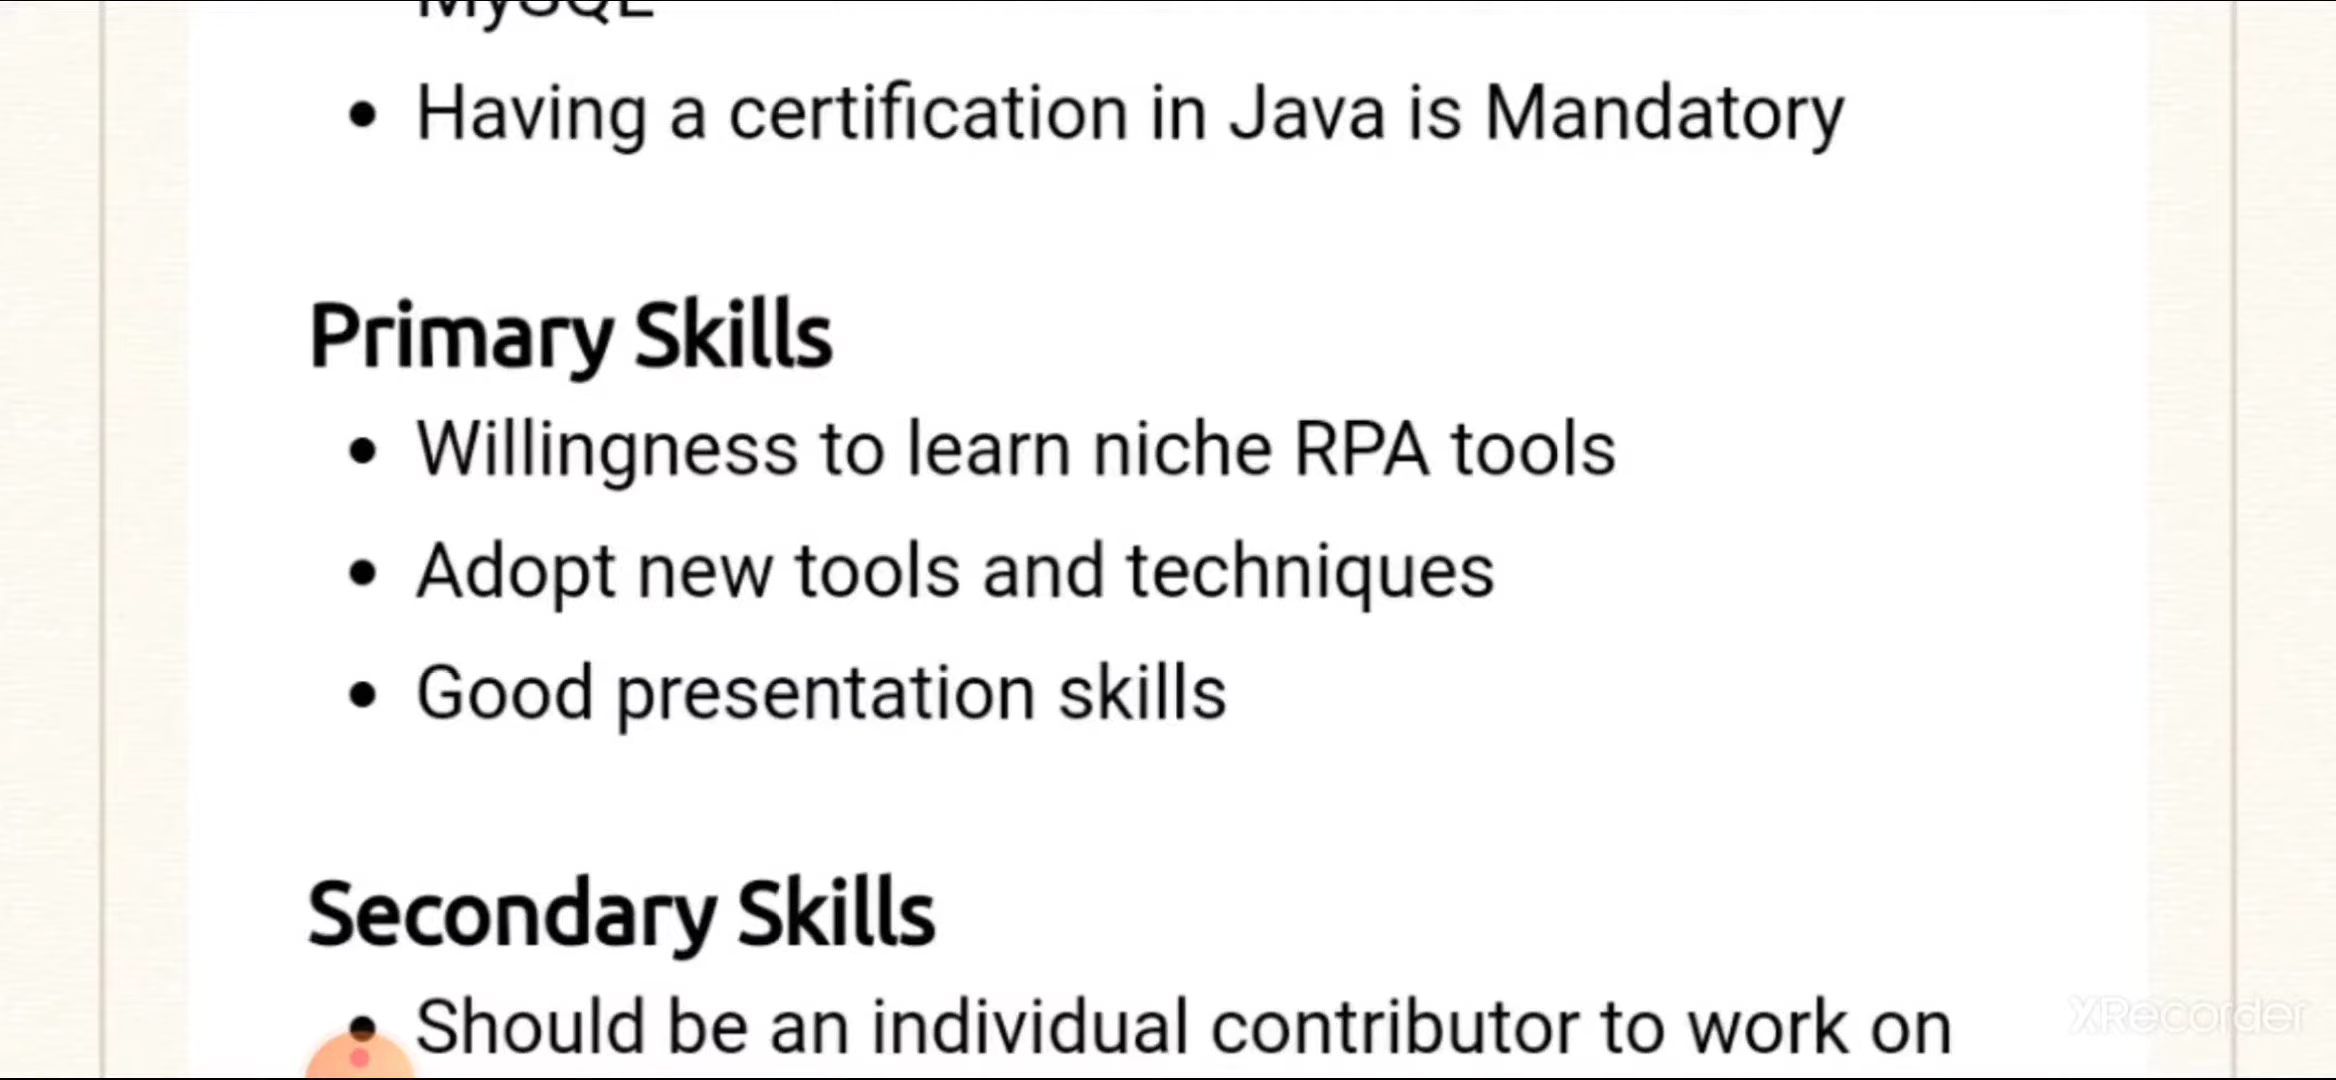 MySQL
Having a certification in Java is Mandatory
Primary Skills
Willingness to learn niche RPA tools
Adopt new tools and techniques
Good presentation skills
Secondary Skills
Should be an individual contributor to work on
XRecorder